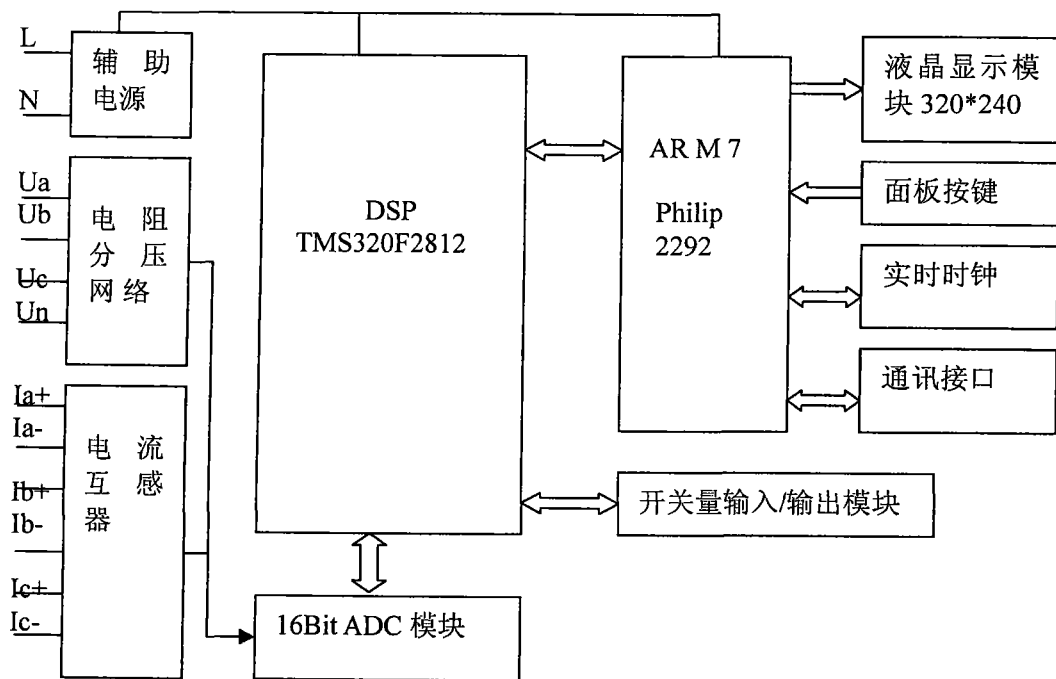 L
N
辅助
电源
Ua
Ub
Uc
Un
电阻
分压
网络
Ia+
Ia-
Ib+
Ib-
Ic+
Ic-
电流
互感
器
DSP
TMS320F2812
16Bit ADC 模块
AR M 7
Philip
2292
液晶显示模
块 320*240
面板按键
实时时钟
通讯接口
开关量输入/输出模块